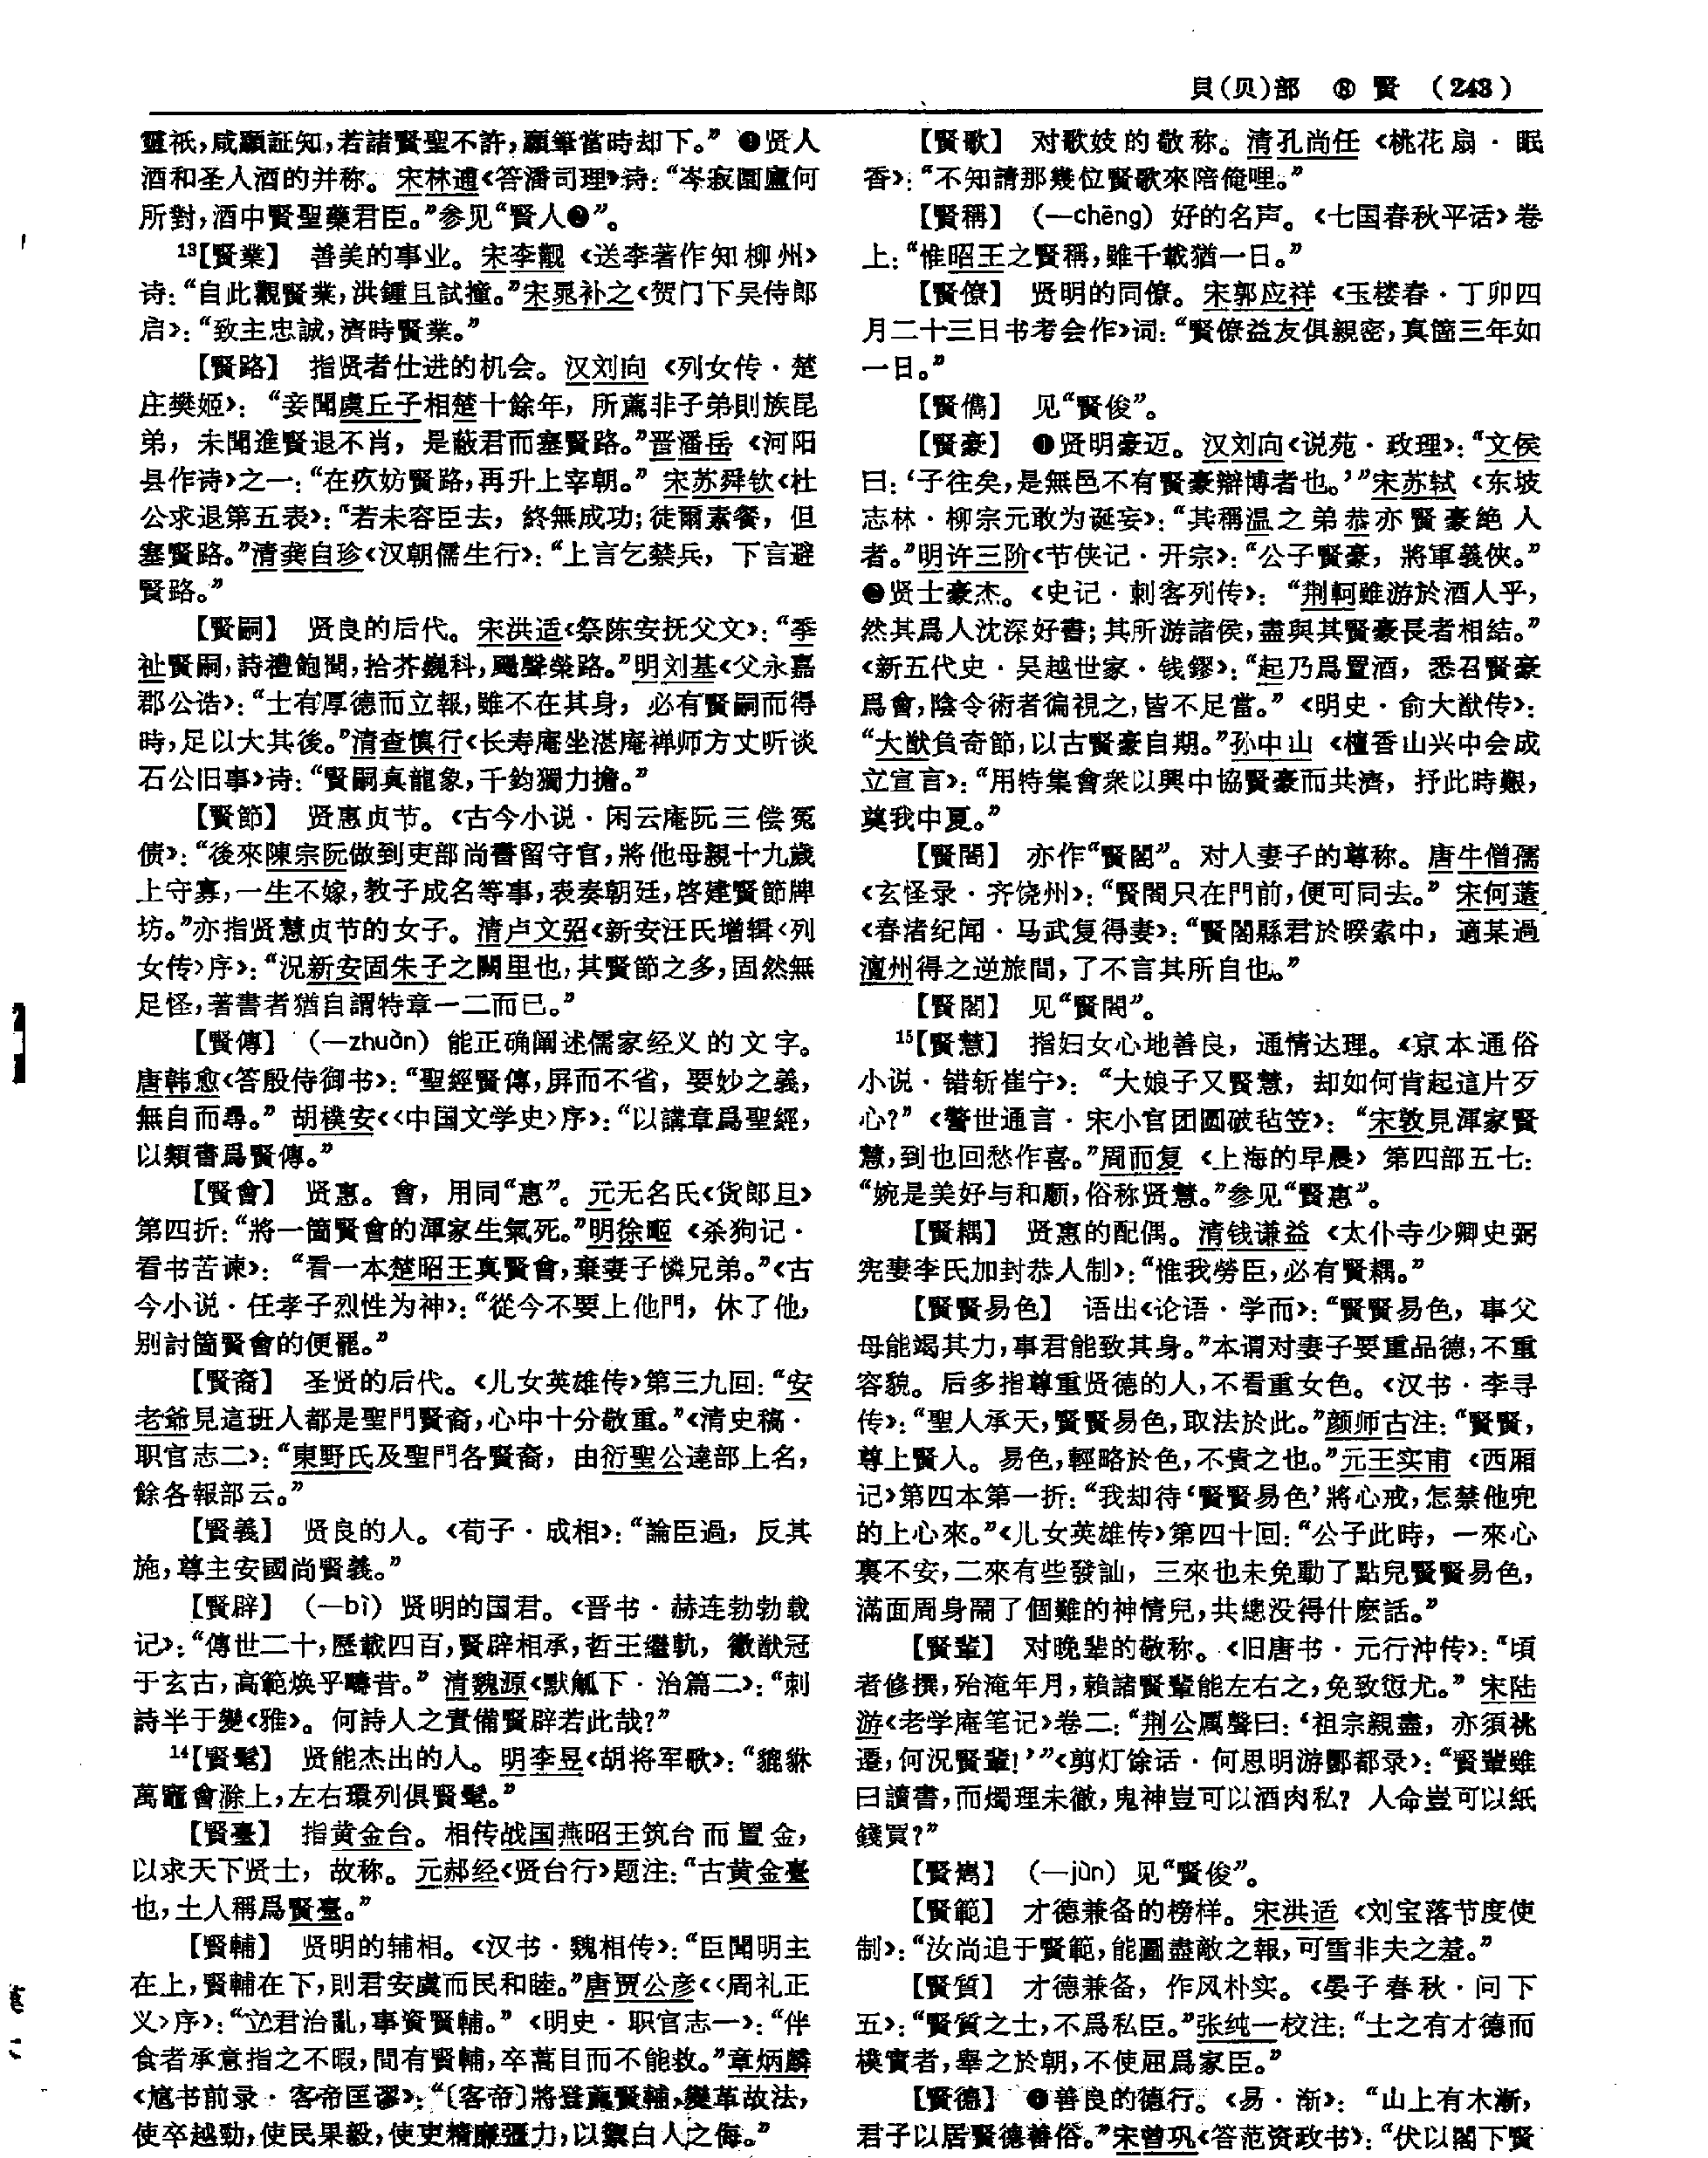 貝(贝)部 ⑧ 賢 (243)
靈祇，咸願証知，若諸賢聖不許，願筆當時却下。” ❹贤人
酒和圣人酒的并称。宋林逋《答潘司理》诗：“岑寂園廬何
所對，酒中賢聖藥君臣。”参见“賢人❷”。
¹³【賢業】 善美的事业。宋李觏《送李著作知柳州》
诗：“自此觀賢業，洪鍾且試撞。”宋晁补之《贺门下吴侍郎
启》：“致主忠誠，濟時賢業。”
【賢路】 指贤者仕进的机会。汉刘向《列女传·楚
庄樊姬》：“妾聞虞丘子相楚十餘年，所薦非子弟則族昆
弟，未聞進賢退不肖，是蔽君而塞賢路。”晋潘岳《河阳
县作诗》之一：“在疚妨賢路，再升上宰朝。”宋苏舜钦《杜
公求退第五表》：“若未容臣去，終無成功；徒爾素餐，但
塞賢路。”清龚自珍《汉朝儒生行》：“上言乞禁兵，下言避
賢路。”
【賢嗣】 贤良的后代。宋洪适《祭陈安抚父文》：“季
祉賢嗣，詩禮飽聞，拾芥巍科，颺聲榮路。”明刘基《父永嘉
郡公诰》：“士有厚德而立報，雖不在其身，必有賢嗣而得
時，足以大其後。”清查慎行《长寿庵坐湛庵禅师方丈听谈
石公旧事》诗：“賢嗣真龍象，千鈞獨力擔。”
【賢節】 贤惠贞节。《古今小说·闲云庵阮三偿冤
债》：“後來陳宗阮做到吏部尚書留守官，將他母親十九歲
上守寡，一生不嫁，教子成名等事，表奏朝廷，啓建賢節牌
坊。”亦指贤慧贞节的女子。清卢文弨《新安汪氏增辑〈列
女传〉序》：“況新安固朱子之闕里也，其賢節之多，固然無
足怪，著書者猶自謂特章一二而已。”
【賢傳】 （—zhuàn）能正确阐述儒家经义的文字。
唐韩愈《答殷侍御书》：“聖經賢傳，屏而不省，要妙之義，
無自而尋。”胡樸安《〈中国文学史〉序》：“以講章爲聖經，
以類書爲賢傳。”
【賢會】 贤惠。會，用同“惠”。元无名氏《货郎旦》
第四折：“將一箇賢會的渾家生氣死。”明徐㽥《杀狗记·
看书苦谏》：“看一本楚昭王真賢會，棄妻子憐兄弟。”《古
今小说·任孝子烈性为神》：“從今不要上他門，休了他，
别討箇賢會的便罷。”
【賢裔】 圣贤的后代。《儿女英雄传》第三九回：“安
老爺見這班人都是聖門賢裔，心中十分敬重。”《清史稿·
职官志二》：“東野氏及聖門各賢裔，由衍聖公達部上名，
餘各報部云。”
【賢義】 贤良的人。《荀子·成相》：“論臣過，反其
施，尊主安國尚賢義。”
【賢辟】 （—bì）贤明的国君。《晋书·赫连勃勃载
记》：“傳世二十，歷載四百，賢辟相承，哲王繼軌，徽猷冠
于玄古，高範焕乎疇昔。”清魏源《默觚下·治篇二》：“刺
詩半于變《雅》。何詩人之責備賢辟若此哉？”
¹⁴【賢髦】 贤能杰出的人。明李昱《胡将军歌》：“貔貅
萬竈會滁上，左右環列俱賢髦。”
【賢臺】 指黄金台。相传战国燕昭王筑台而置金，
以求天下贤士，故称。元郝经《贤台行》题注：“古黄金臺
也，土人稱爲賢臺。”
【賢輔】 贤明的辅相。《汉书·魏相传》：“臣聞明主
在上，賢輔在下，則君安虞而民和睦。”唐贾公彦《〈周礼正
义〉序》：“立君治亂，事資賢輔。”《明史·职官志一》：“伴
食者承意指之不暇，間有賢輔，卒蒿目而不能救。”章炳麟
《訄书前录·客帝匡谬》：“〔客帝〕將登薦賢輔，變革故法，
使卒越勁，使民果毅，使吏精廉彊力，以禦白人之侮。”
【賢歌】 对歌妓的敬称。清孔尚任《桃花扇·眠
香》：“不知請那幾位賢歌來陪俺哩。”
【賢稱】 （—chēng）好的名声。《七国春秋平话》卷
上：“惟昭王之賢稱，雖千載猶一日。”
【賢僚】 贤明的同僚。宋郭应祥《玉楼春·丁卯四
月二十三日书考会作》词：“賢僚益友俱親密，真箇三年如
一日。”
【賢儁】 见“賢俊”。
【賢豪】 ❶贤明豪迈。汉刘向《说苑·政理》：“文侯
曰：‘子往矣，是無邑不有賢豪辯博者也。’”宋苏轼《东坡
志林·柳宗元敢为诞妄》：“其稱温之弟恭亦賢豪絶人
者。”明许三阶《节侠记·开宗》：“公子賢豪，將軍義俠。”
❷贤士豪杰。《史记·刺客列传》：“荆軻雖游於酒人乎，
然其爲人沈深好書；其所游諸侯，盡與其賢豪長者相結。”
《新五代史·吴越世家·钱鏐》：“起乃爲置酒，悉召賢豪
爲會，陰令術者徧視之，皆不足當。”《明史·俞大猷传》：
“大猷負奇節，以古賢豪自期。”孙中山《檀香山兴中会成
立宣言》：“用特集會衆以興中協賢豪而共濟，抒此時艱，
奠我中夏。”
【賢閤】 亦作“賢閣”。对人妻子的尊称。唐牛僧孺
《玄怪录·齐饶州》：“賢閤只在門前，便可同去。”宋何薳
《春渚纪闻·马武复得妻》：“賢閤縣君於睽索中，適某過
澶州得之逆旅間，了不言其所自也。”
【賢閣】 见“賢閤”。
¹⁵【賢慧】 指妇女心地善良，通情达理。《京本通俗
小说·错斩崔宁》：“大娘子又賢慧，却如何肯起這片歹
心？”《警世通言·宋小官团圆破毡笠》：“宋敦見渾家賢
慧，到也回愁作喜。”周而复《上海的早晨》第四部五七：
“婉是美好与和顺，俗称贤慧。”参见“賢惠”。
【賢耦】 贤惠的配偶。清钱谦益《太仆寺少卿史弼
完妻李氏加封恭人制》：“惟我勞臣，必有賢耦。”
【賢賢易色】 语出《论语·学而》：“賢賢易色，事父
母能竭其力，事君能致其身。”本谓对妻子要重品德，不重
容貌。后多指尊重贤德的人，不看重女色。《汉书·李寻
传》：“聖人承天，賢賢易色，取法於此。”颜师古注：“賢賢，
尊上賢人。易色，輕略於色，不貴之也。”元王实甫《西厢
记》第四本第一折：“我却待‘賢賢易色’將心戒，怎禁他兜
的上心來。”《儿女英雄传》第四十回：“公子此時，一來心
裏不安，二來有些發訕，三來也未免動了點兒賢賢易色，
滿面周身鬧了個難的神情兒，共總没得什麽話。”
【賢輩】 对晚辈的敬称。《旧唐书·元行冲传》：“頃
者修撰，殆淹年月，賴諸賢輩能左右之，免致愆尤。”宋陆
游《老学庵笔记》卷二：“荆公厲聲曰：‘祖宗親盡，亦須祧
遷，何況賢輩！’”《剪灯馀话·何思明游酆都录》：“賢輩雖
曰讀書，而燭理未徹，鬼神豈可以酒肉私？人命豈可以紙
錢買？”
【賢嶲】 （—jùn）见“賢俊”。
【賢範】 才德兼备的榜样。宋洪适《刘宝落节度使
制》：“汝尚追于賢範，能圖盡敵之報，可雪非夫之羞。”
【賢質】 才德兼备，作风朴实。《晏子春秋·问下
五》：“賢質之士，不爲私臣。”张纯一校注：“士之有才德而
樸實者，舉之於朝，不使屈爲家臣。”
【賢德】 ❶善良的德行。《易·渐》：“山上有木漸，
君子以居賢德善俗。”宋曾巩《答范资政书》：“伏以閤下賢